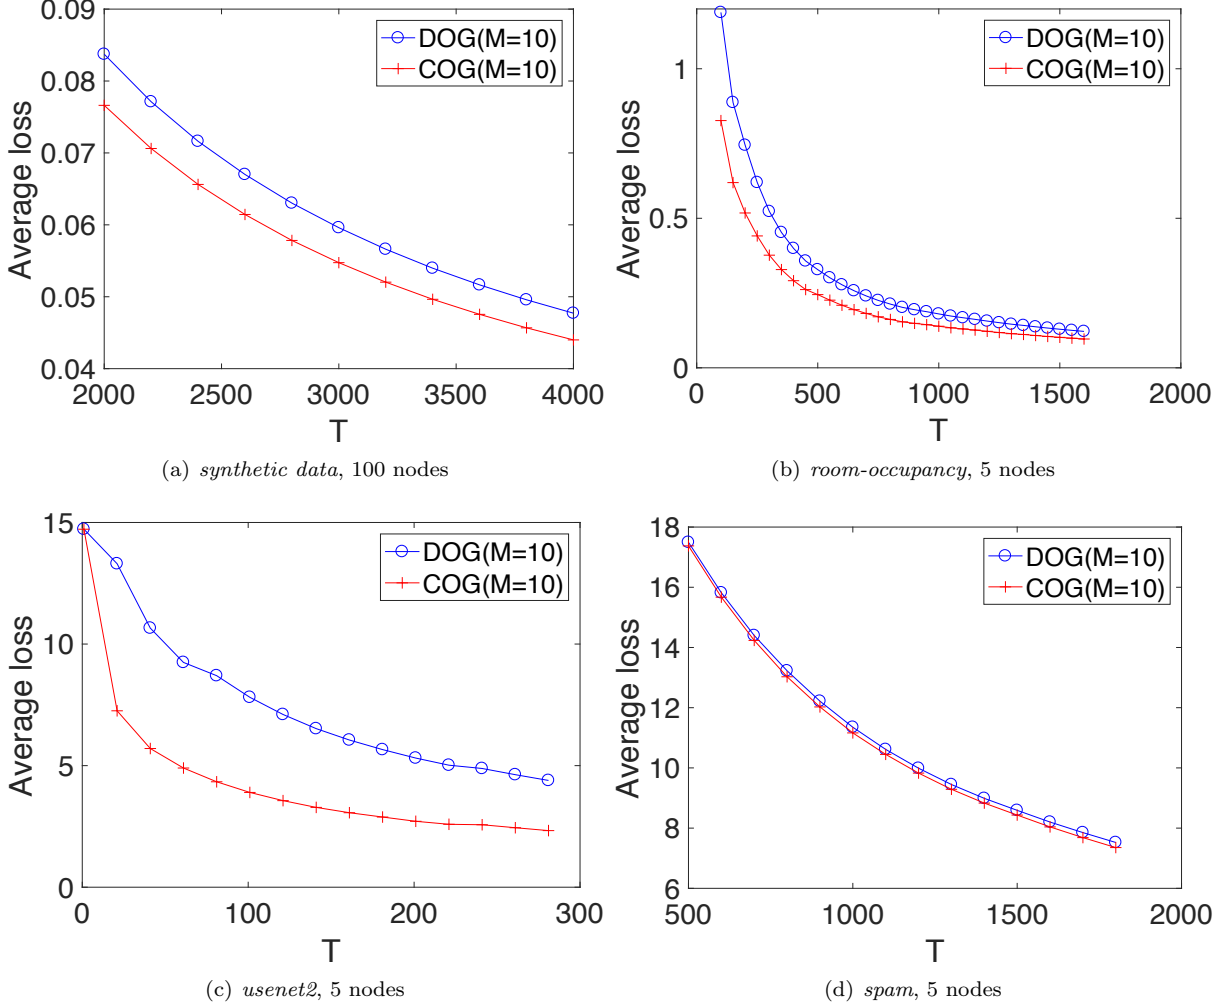 0.09
0.08
0.07
0.06
0.05
0.04
Average loss
DOG(M=10)
COG(M=10)
2000 2500 3000 3500 4000
T
(a) synthetic data, 100 nodes
1
0.5
0
Average loss
DOG(M=10)
COG(M=10)
0 500 1000 1500 2000
T
(b) room-occupancy, 5 nodes
15
10
5
0
Average loss
DOG(M=10)
COG(M=10)
0 100 200 300
T
(c) usenet2, 5 nodes
18
16
14
12
10
8
6
Average loss
DOG(M=10)
COG(M=10)
500 1000 1500 2000
T
(d) spam, 5 nodes